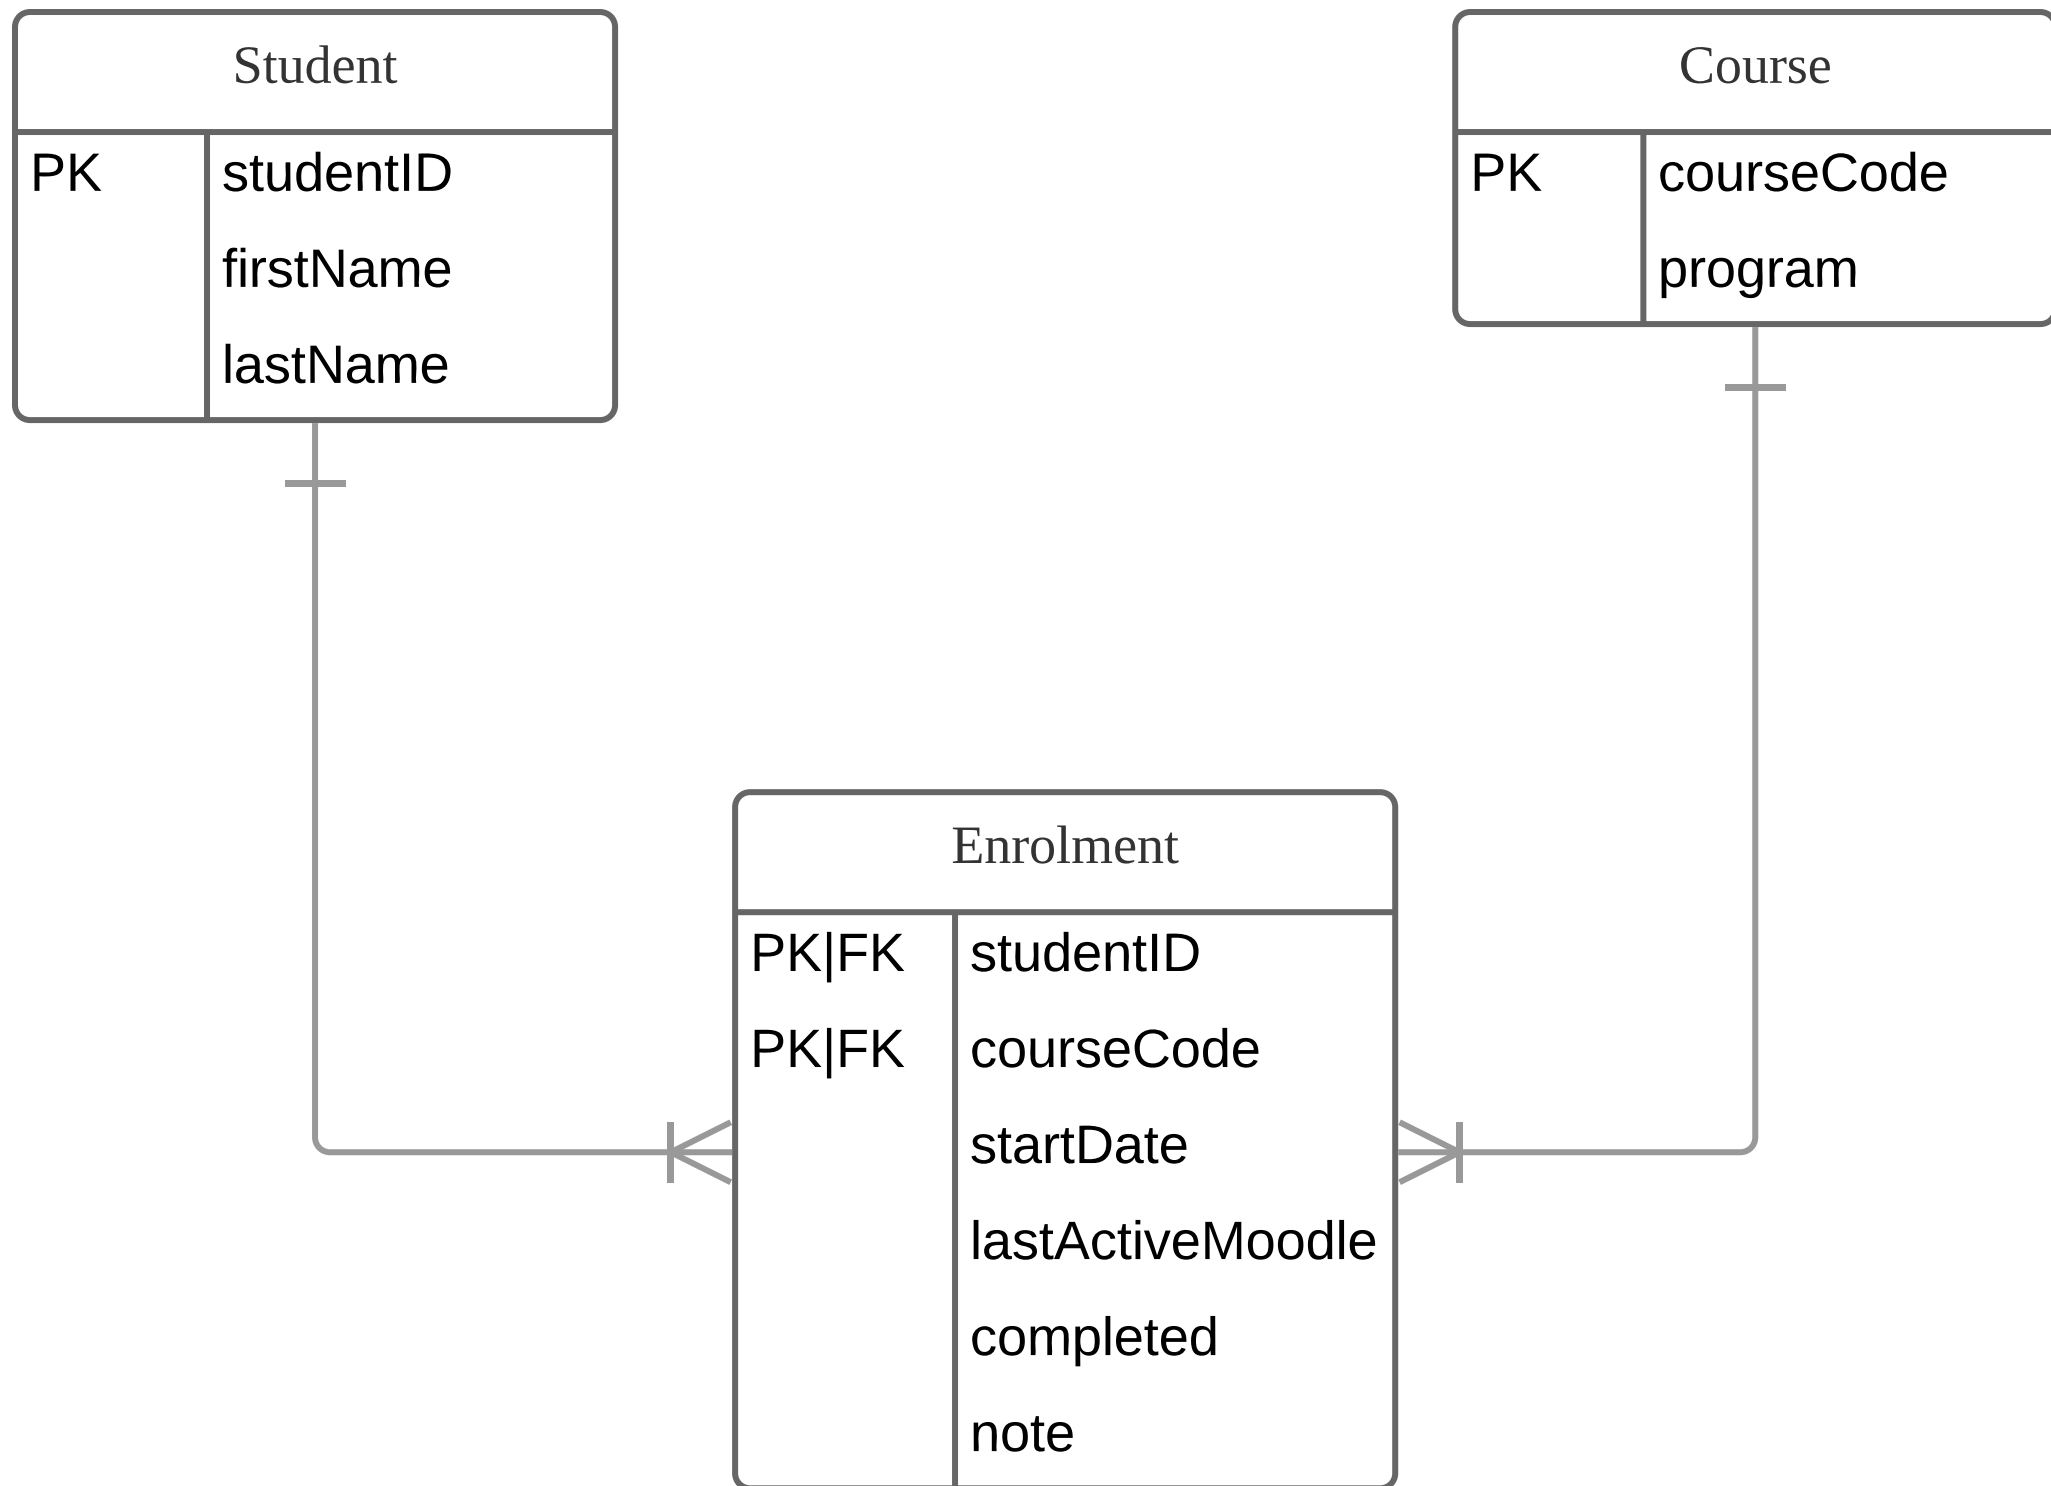 Student
PK studentID
firstName
lastName
Course
PK courseCode
program
Enrolment
PK|FK studentID
PK|FK courseCode
startDate
lastActiveMoodle
completed
note